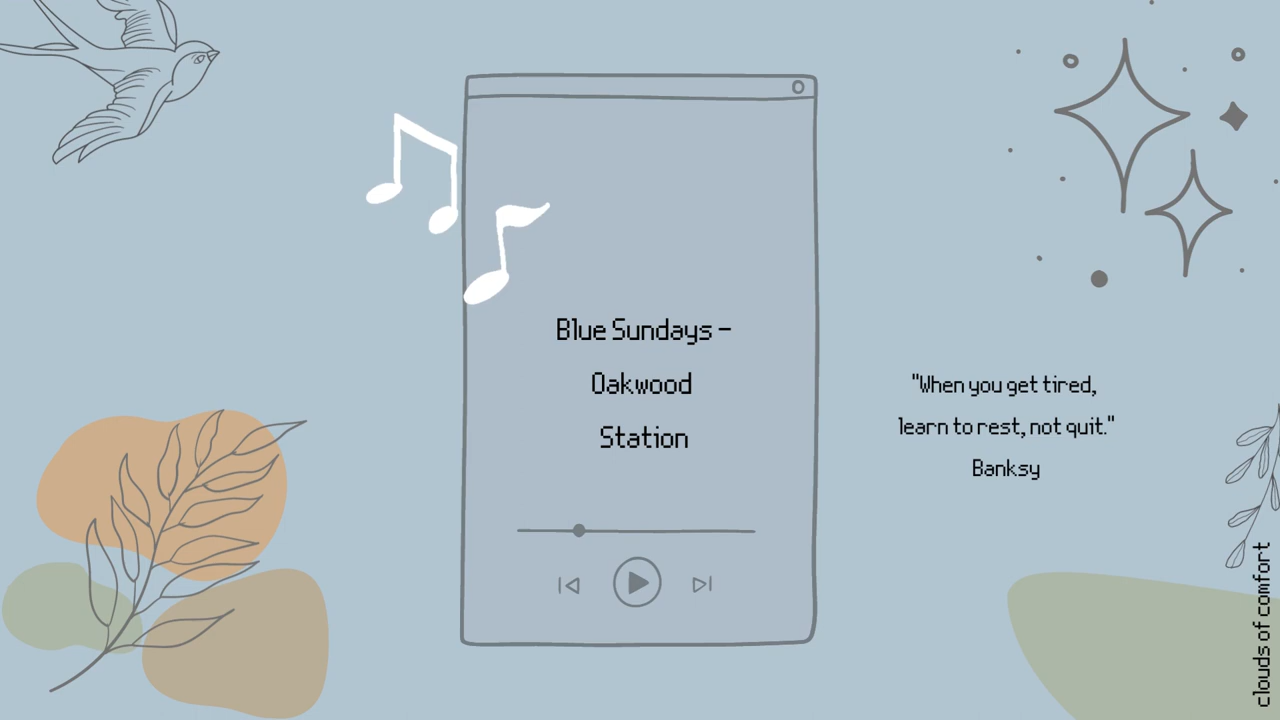 Blue Sundays -
Oakwood
Station
"When you get tired,
learn to rest, not quit."
Banksy
clouds of comfort